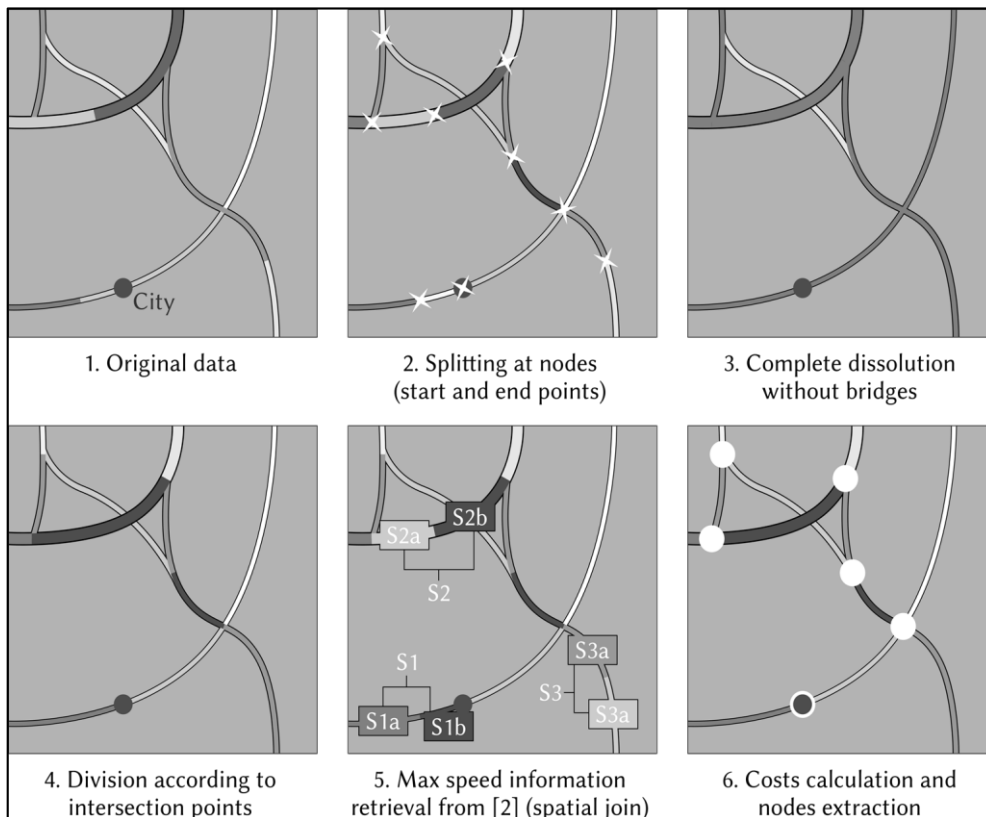 City
1. Original data
2. Splitting at nodes
(start and end points)
3. Complete dissolution
without bridges
4. Division according to
intersection points
S2a
S2b
S2
S1
S1a
S1b
S3a
S3
S3a
5. Max speed information
retrieval from [2] (spatial join)
6. Costs calculation and
nodes extraction